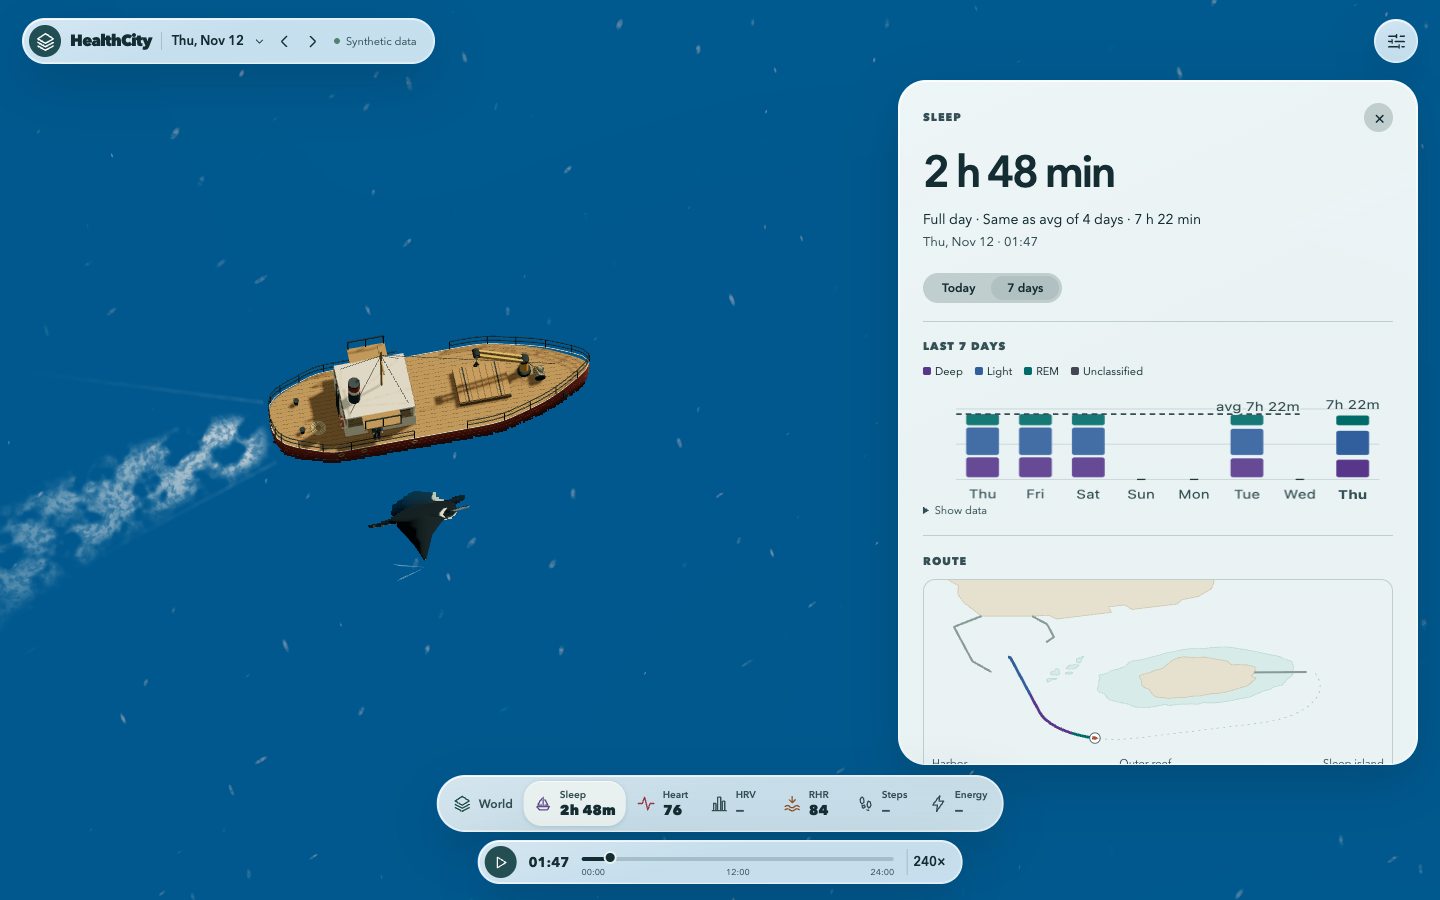 HealthCity Thu, Nov 12 Synthetic data
SLEEP
2 h 48 min
Full day · Same as avg of 4 days · 7 h 22 min
Thu, Nov 12 · 01:47
Today 7 days
LAST 7 DAYS
Deep Light REM Unclassified
avg 7h 22m 7h 22m
Thu Fri Sat Sun Mon Tue Wed Thu
Show data
ROUTE
Harbor Outer reef Sleep island
World
Sleep
2h 48m
Heart
76
HRV
–
RHR
84
Steps
–
Energy
–
01:47
00:00 12:00 24:00
240×